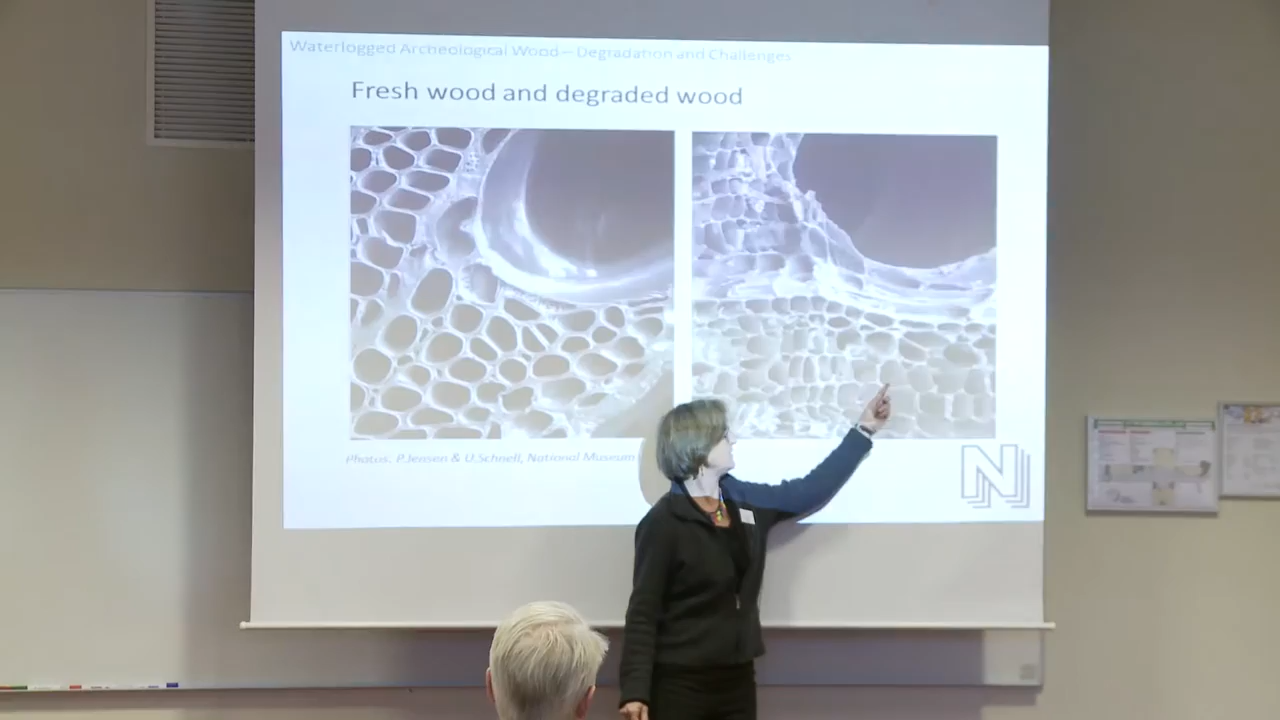 Waterlogged Archeological Wood – Degradation and Challenges
Fresh wood and degraded wood
Photos. P.Jensen & U.Schnell, National Museum
N